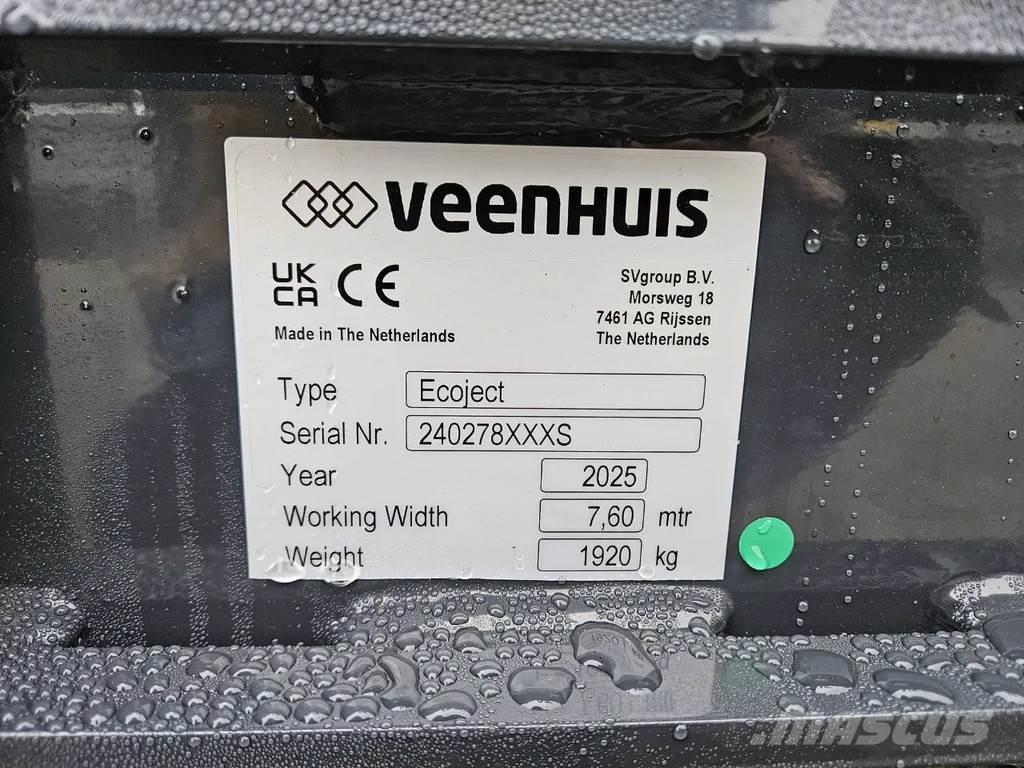 VEENHUIS
UK
CA CE
SVgroup B.V.
Morsweg 18
7461 AG Rijssen
The Netherlands
Made in The Netherlands
Type Ecoject
Serial Nr. 240278XXXS
Year 2025
Working Width 7,60 mtr
Weight 1920 kg
MASCUS